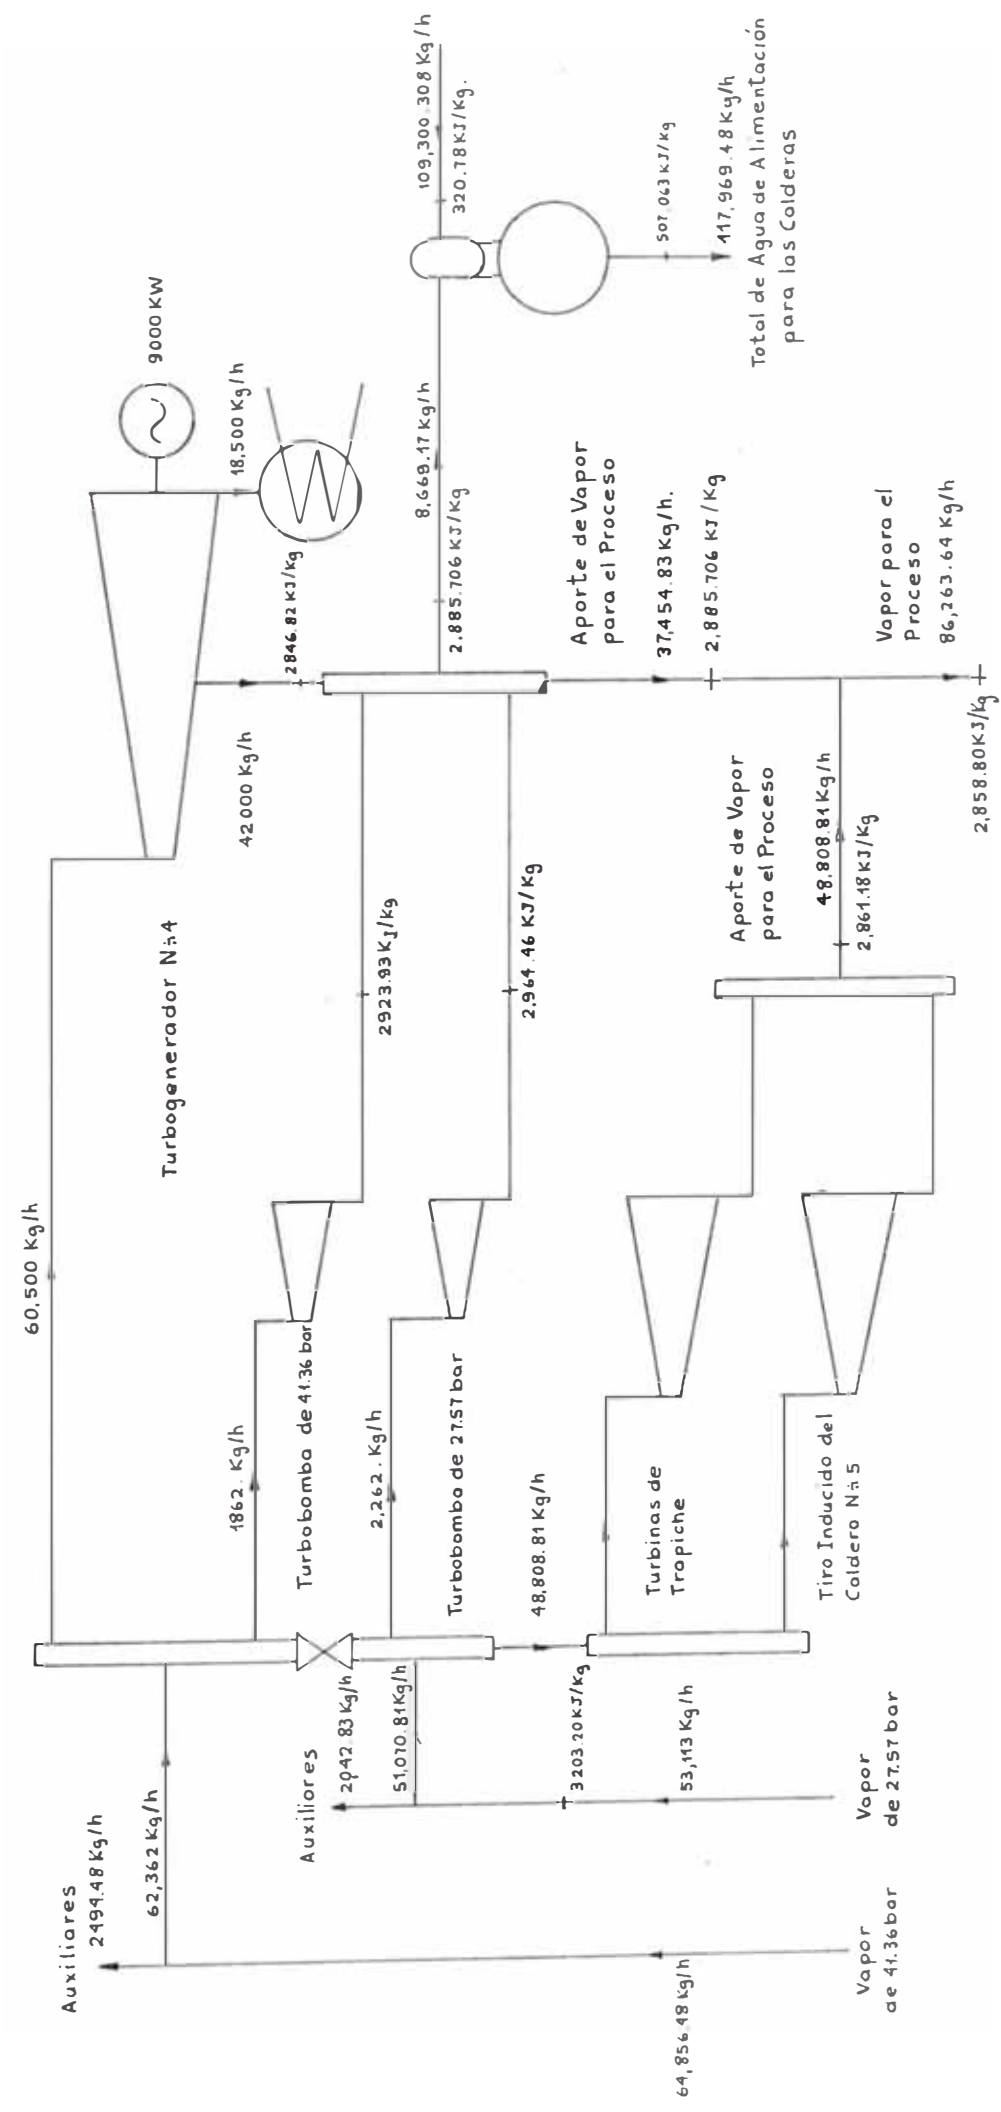 60,500 Kg/h
Auxiliares
2494.48 Kg/h
62,362 Kg/h
Turbogenerador Nº4
9000 KW
18,500 Kg/h
42000 Kg/h
2846.82 KJ/Kg
1862. Kg/h
Turbobomba de 41.36 bar
2923.93 KJ/Kg
Auxiliores
2042.83 Kg/h
51,070.81 Kg/h
2,262. Kg/h
Turbobomba de 27.57 bar
2,964.46 KJ/Kg
8,669.17 Kg/h
2.885.706 KJ/Kg
109,300.308 Kg/h
320.78 KJ/Kg.
48,808.81 Kg/h
3203.20 KJ/Kg
Aporte de Vapor
para el Proceso
37,454.83 Kg/h.
2,885.706 KJ/Kg
507.063 KJ/Kg
117,969.48 Kg/h
Total de Agua de Alimentación
para las Calderas
64,856.48 Kg/h
53,113 Kg/h
Turbinas de
Trapiche
Aporte de Vapor
para el Proceso
48,808.81 Kg/h
2,861.18 KJ/Kg
Tiro Inducido del
Caldero Nº5
Vapor para el
Proceso
86,263.64 Kg/h
2,858.80 KJ/Kg
Vapor
de 41.36 bar
Vapor
de 27.57 bar